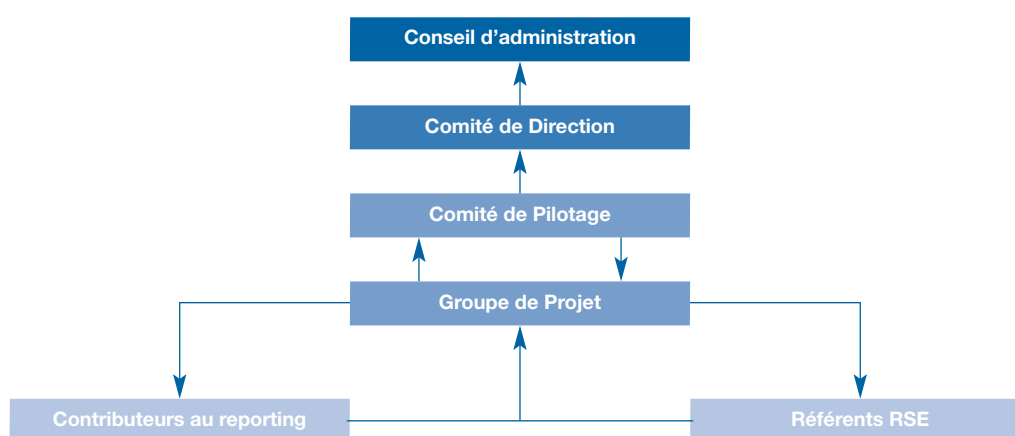 Conseil d’administration
Comité de Direction
Comité de Pilotage
Groupe de Projet
Contributeurs au reporting
Référents RSE